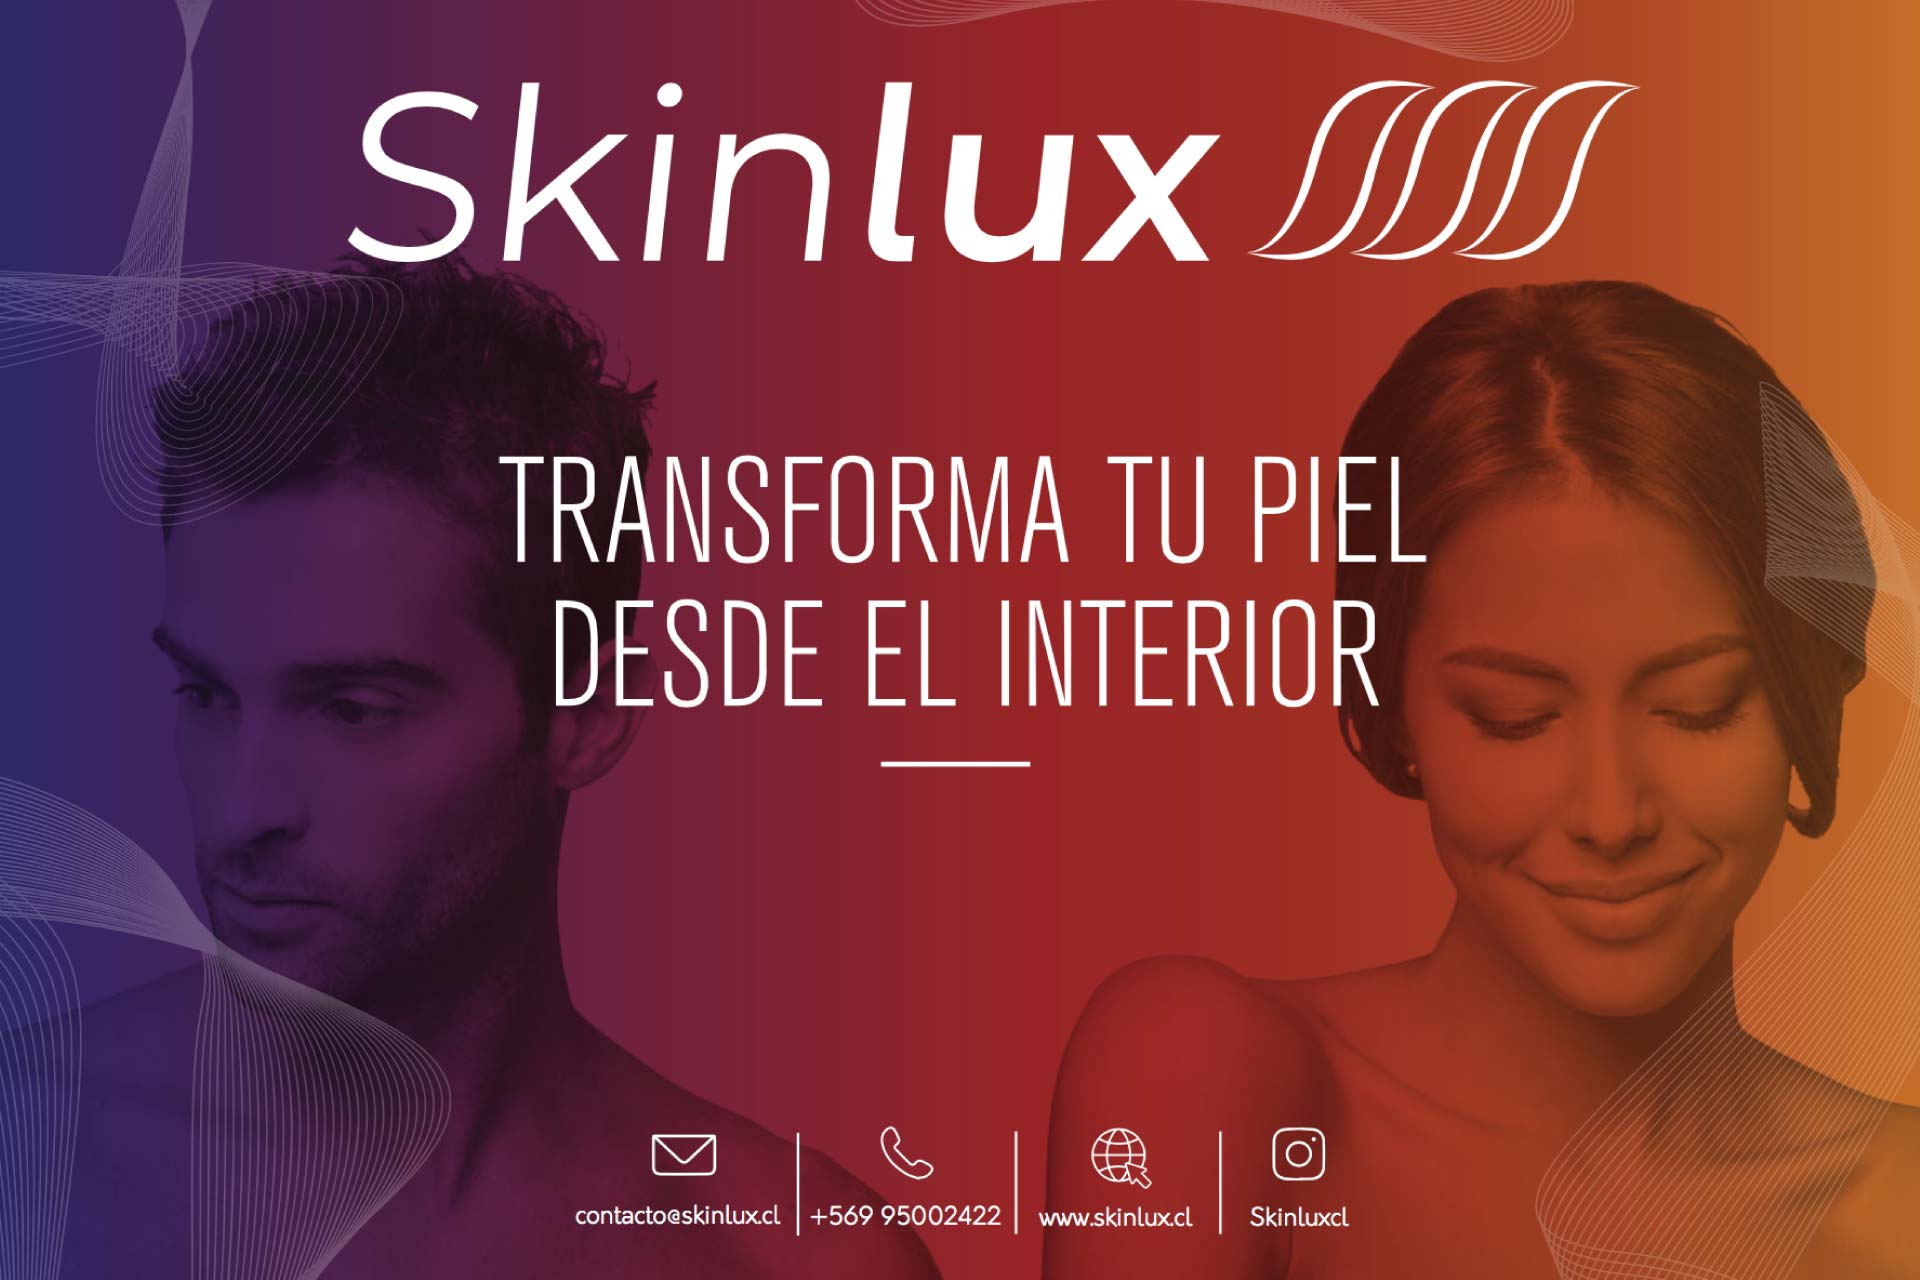 Skinlux
TRANSFORMA TU PIEL
DESDE EL INTERIOR
contacto@skinlux.cl
+569 95002422
www.skinlux.cl
Skinluxcl